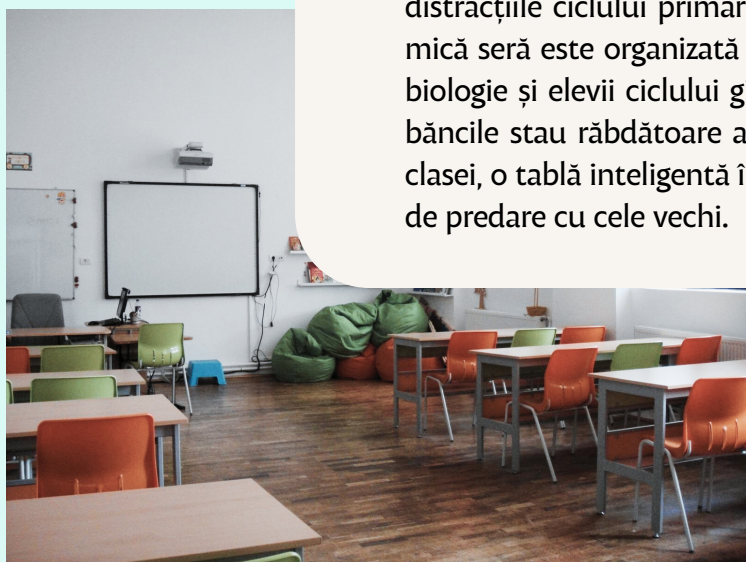 distracțiile ciclului primar
mică seră este organizată
biologie și elevii ciclului g
băncile stau răbdătoare a
clasei, o tablă inteligentă î
de predare cu cele vechi.